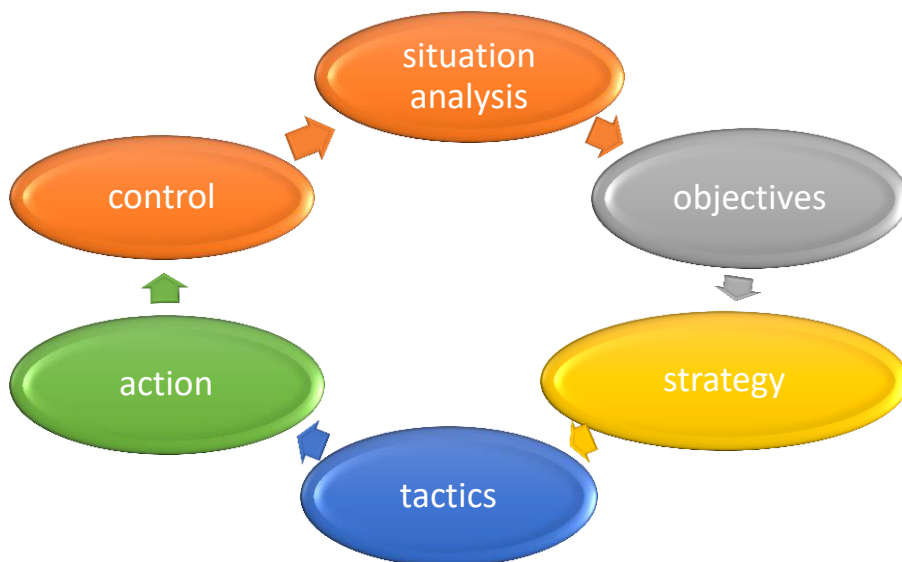 situation
analysis
objectives
strategy
tactics
action
control